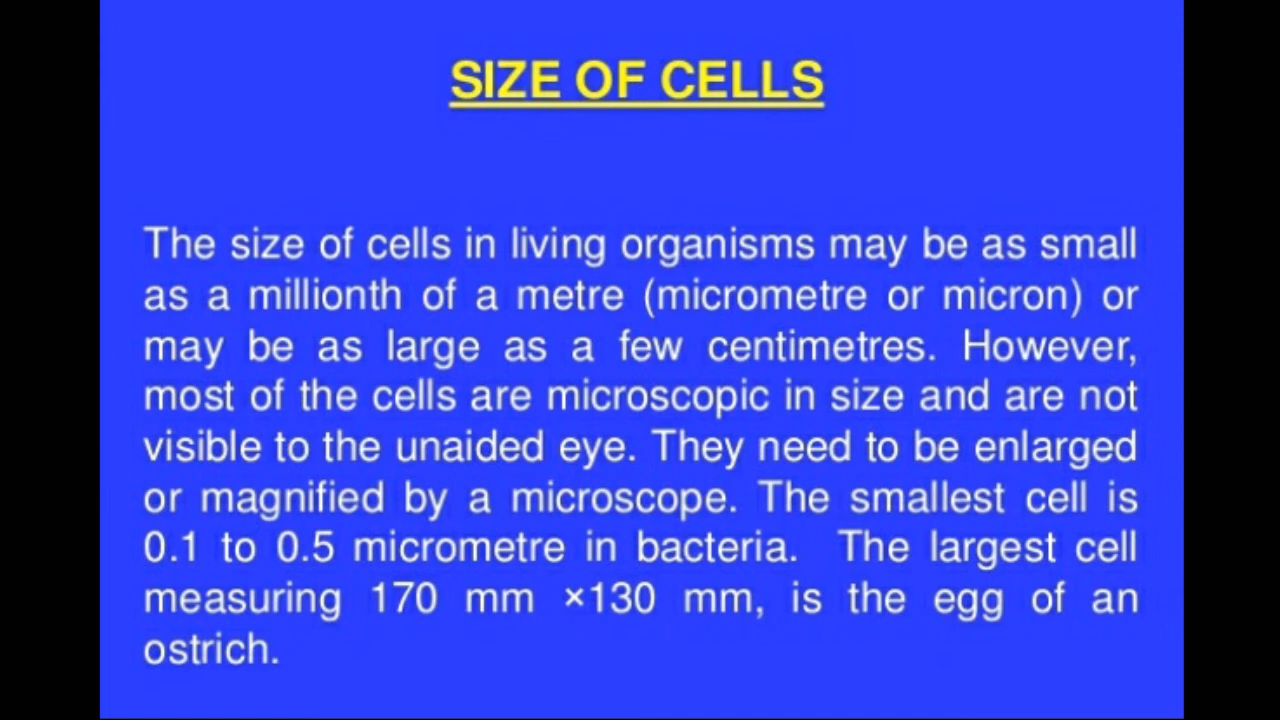 SIZE OF CELLS
The size of cells in living organisms may be as small
as a millionth of a metre (micrometre or micron) or
may be as large as a few centimetres. However,
most of the cells are microscopic in size and are not
visible to the unaided eye. They need to be enlarged
or magnified by a microscope. The smallest cell is
0.1 to 0.5 micrometre in bacteria. The largest cell
measuring 170 mm ×130 mm, is the egg of an
ostrich.